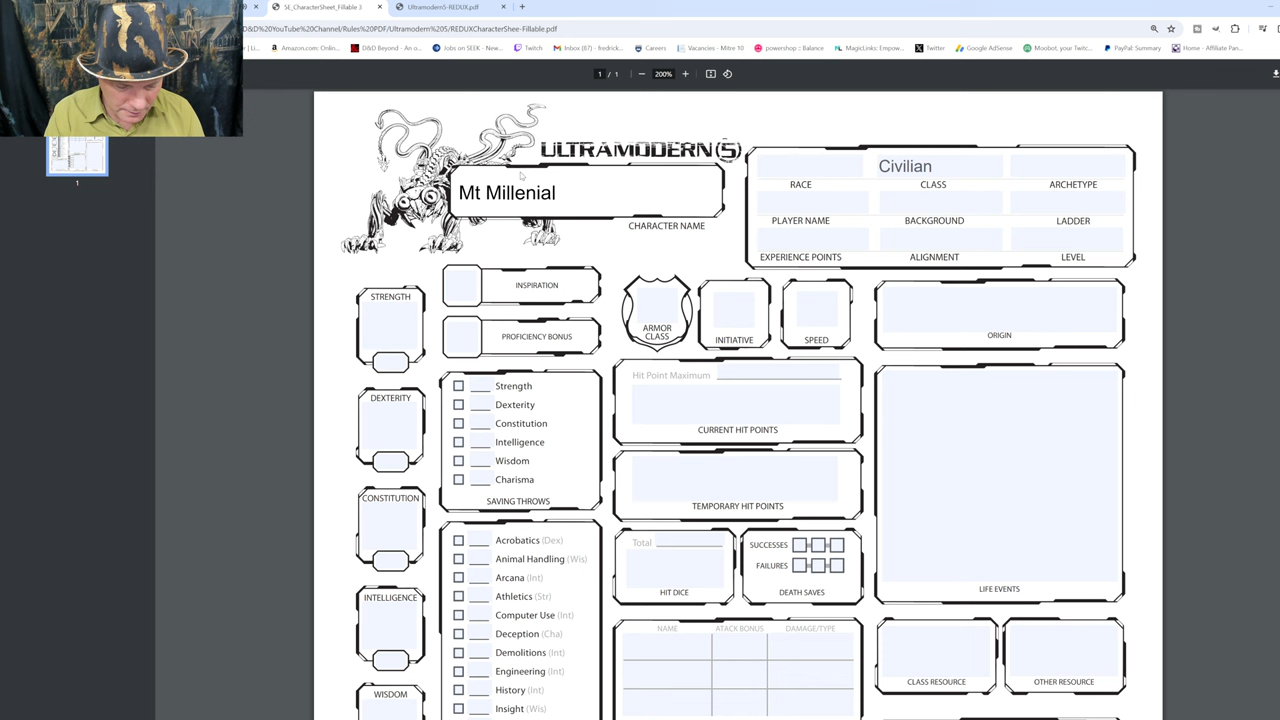 5E_CharacterSheet_Fillable 3
Ultramodern5-REDUX.pdf
D&D%20YouTube%20Channel/Rules%20PDF/Ultramodern%205/REDUXCharacterShee-Fillable.pdf
Amazon.com: Onlin...
D&D Beyond - An o...
Jobs on SEEK - New...
Twitch
Inbox (87) - fredrick...
Careers
Vacancies - Mitre 10
powershop : Balance
MagicLinks: Empow...
Twitter
Google AdSense
Moobot, your Twitc...
PayPal: Summary
Home - Affiliate Pan...
1 / 1
200%
1
ULTRAMODERN(5)
Mt Millenial
CHARACTER NAME
Civilian
RACE
CLASS
ARCHETYPE
PLAYER NAME
BACKGROUND
LADDER
EXPERIENCE POINTS
ALIGNMENT
LEVEL
STRENGTH
DEXTERITY
CONSTITUTION
INTELLIGENCE
WISDOM
INSPIRATION
PROFICIENCY BONUS
Strength
Dexterity
Constitution
Intelligence
Wisdom
Charisma
SAVING THROWS
Acrobatics (Dex)
Animal Handling (Wis)
Arcana (Int)
Athletics (Str)
Computer Use (Int)
Deception (Cha)
Demolitions (Int)
Engineering (Int)
History (Int)
Insight (Wis)
ARMOR
CLASS
INITIATIVE
SPEED
Hit Point Maximum
CURRENT HIT POINTS
TEMPORARY HIT POINTS
Total
HIT DICE
SUCCESSES
FAILURES
DEATH SAVES
NAME
ATACK BONUS
DAMAGE/TYPE
ORIGIN
LIFE EVENTS
CLASS RESOURCE
OTHER RESOURCE